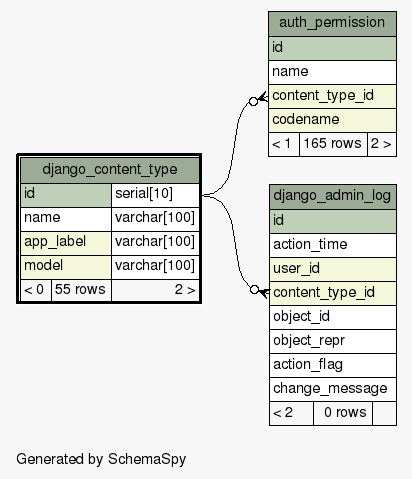 auth_permission
id
name
content_type_id
codename
< 1 165 rows 2 >
django_content_type
id serial[10]
name varchar[100]
app_label varchar[100]
model varchar[100]
< 0 55 rows 2 >
django_admin_log
id
action_time
user_id
content_type_id
object_id
object_repr
action_flag
change_message
< 2 0 rows
Generated by SchemaSpy